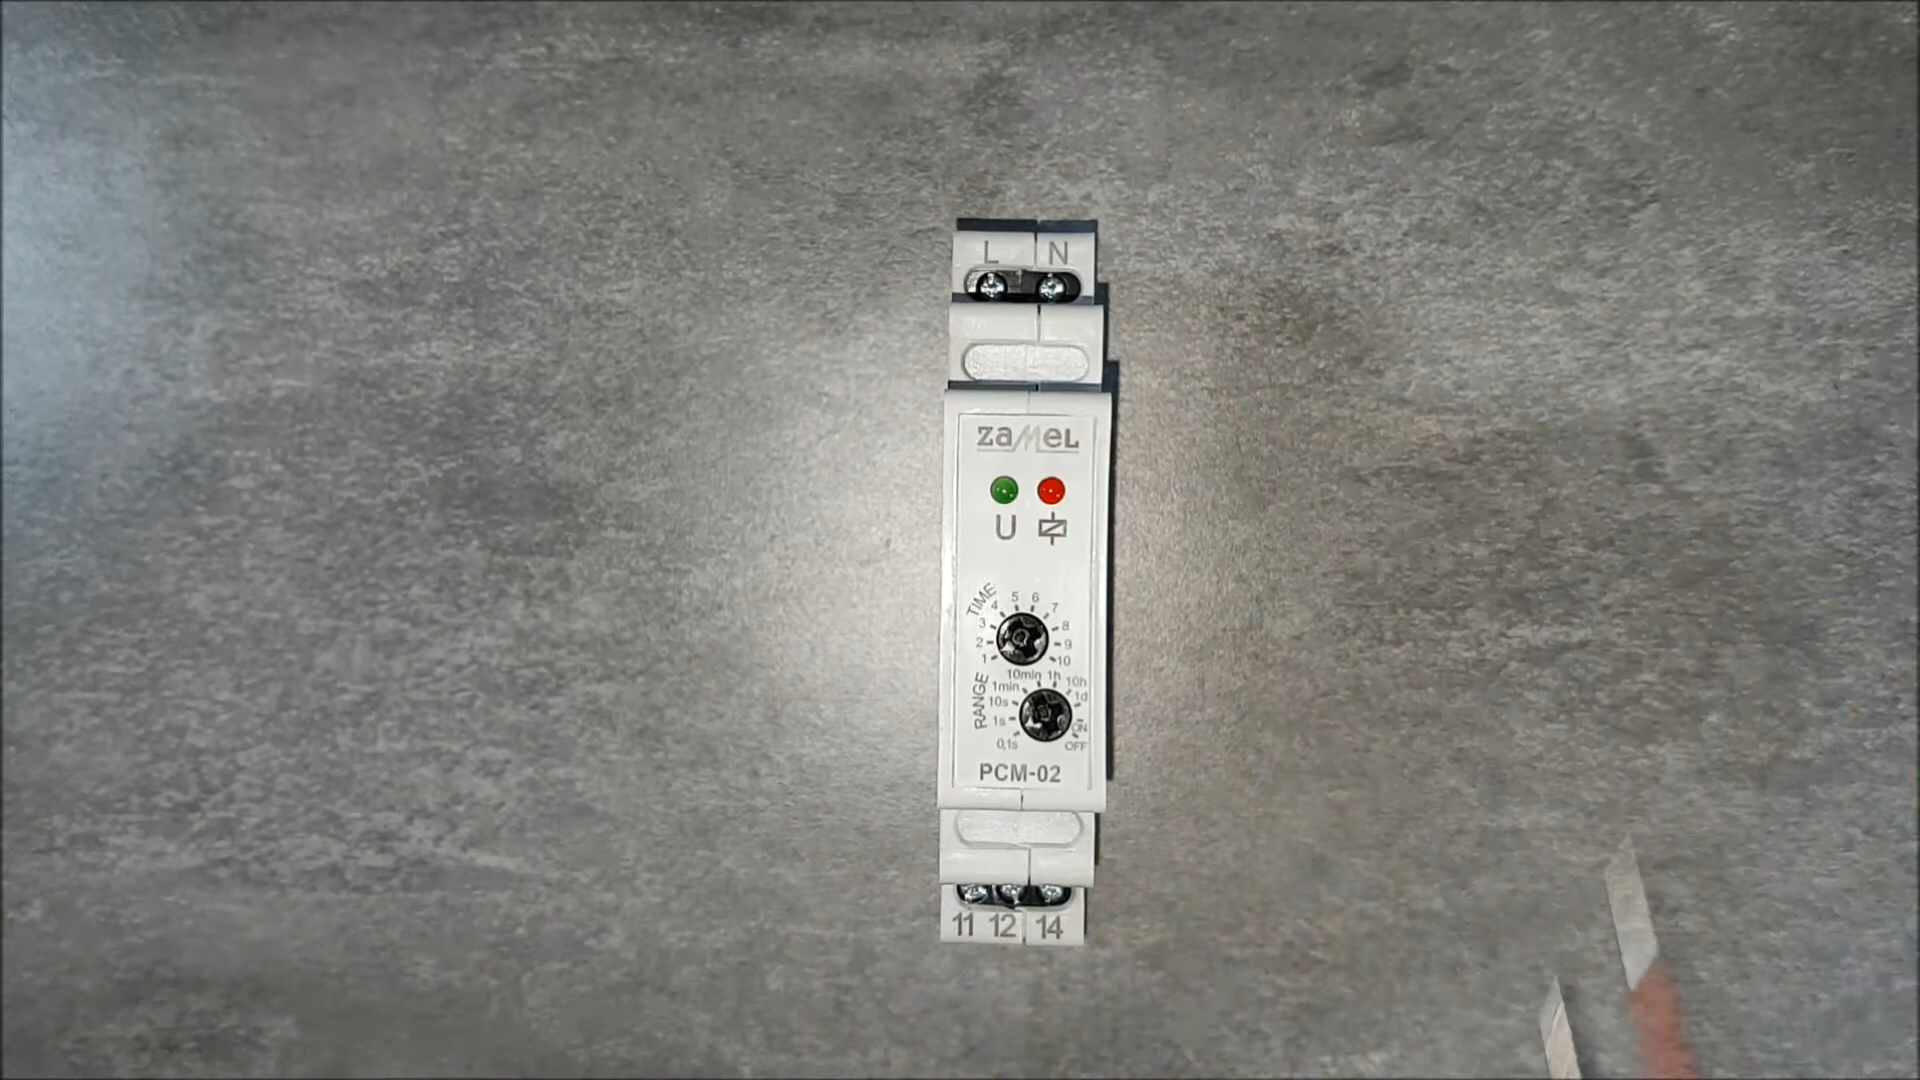 L N
zaMeL
U
TIME
1 2 3 4 5 6 7 8 9 10
RANGE
0,1s 1s 10s 1min 10min 1h 10h 1d ON OFF
PCM-02
11 12 14